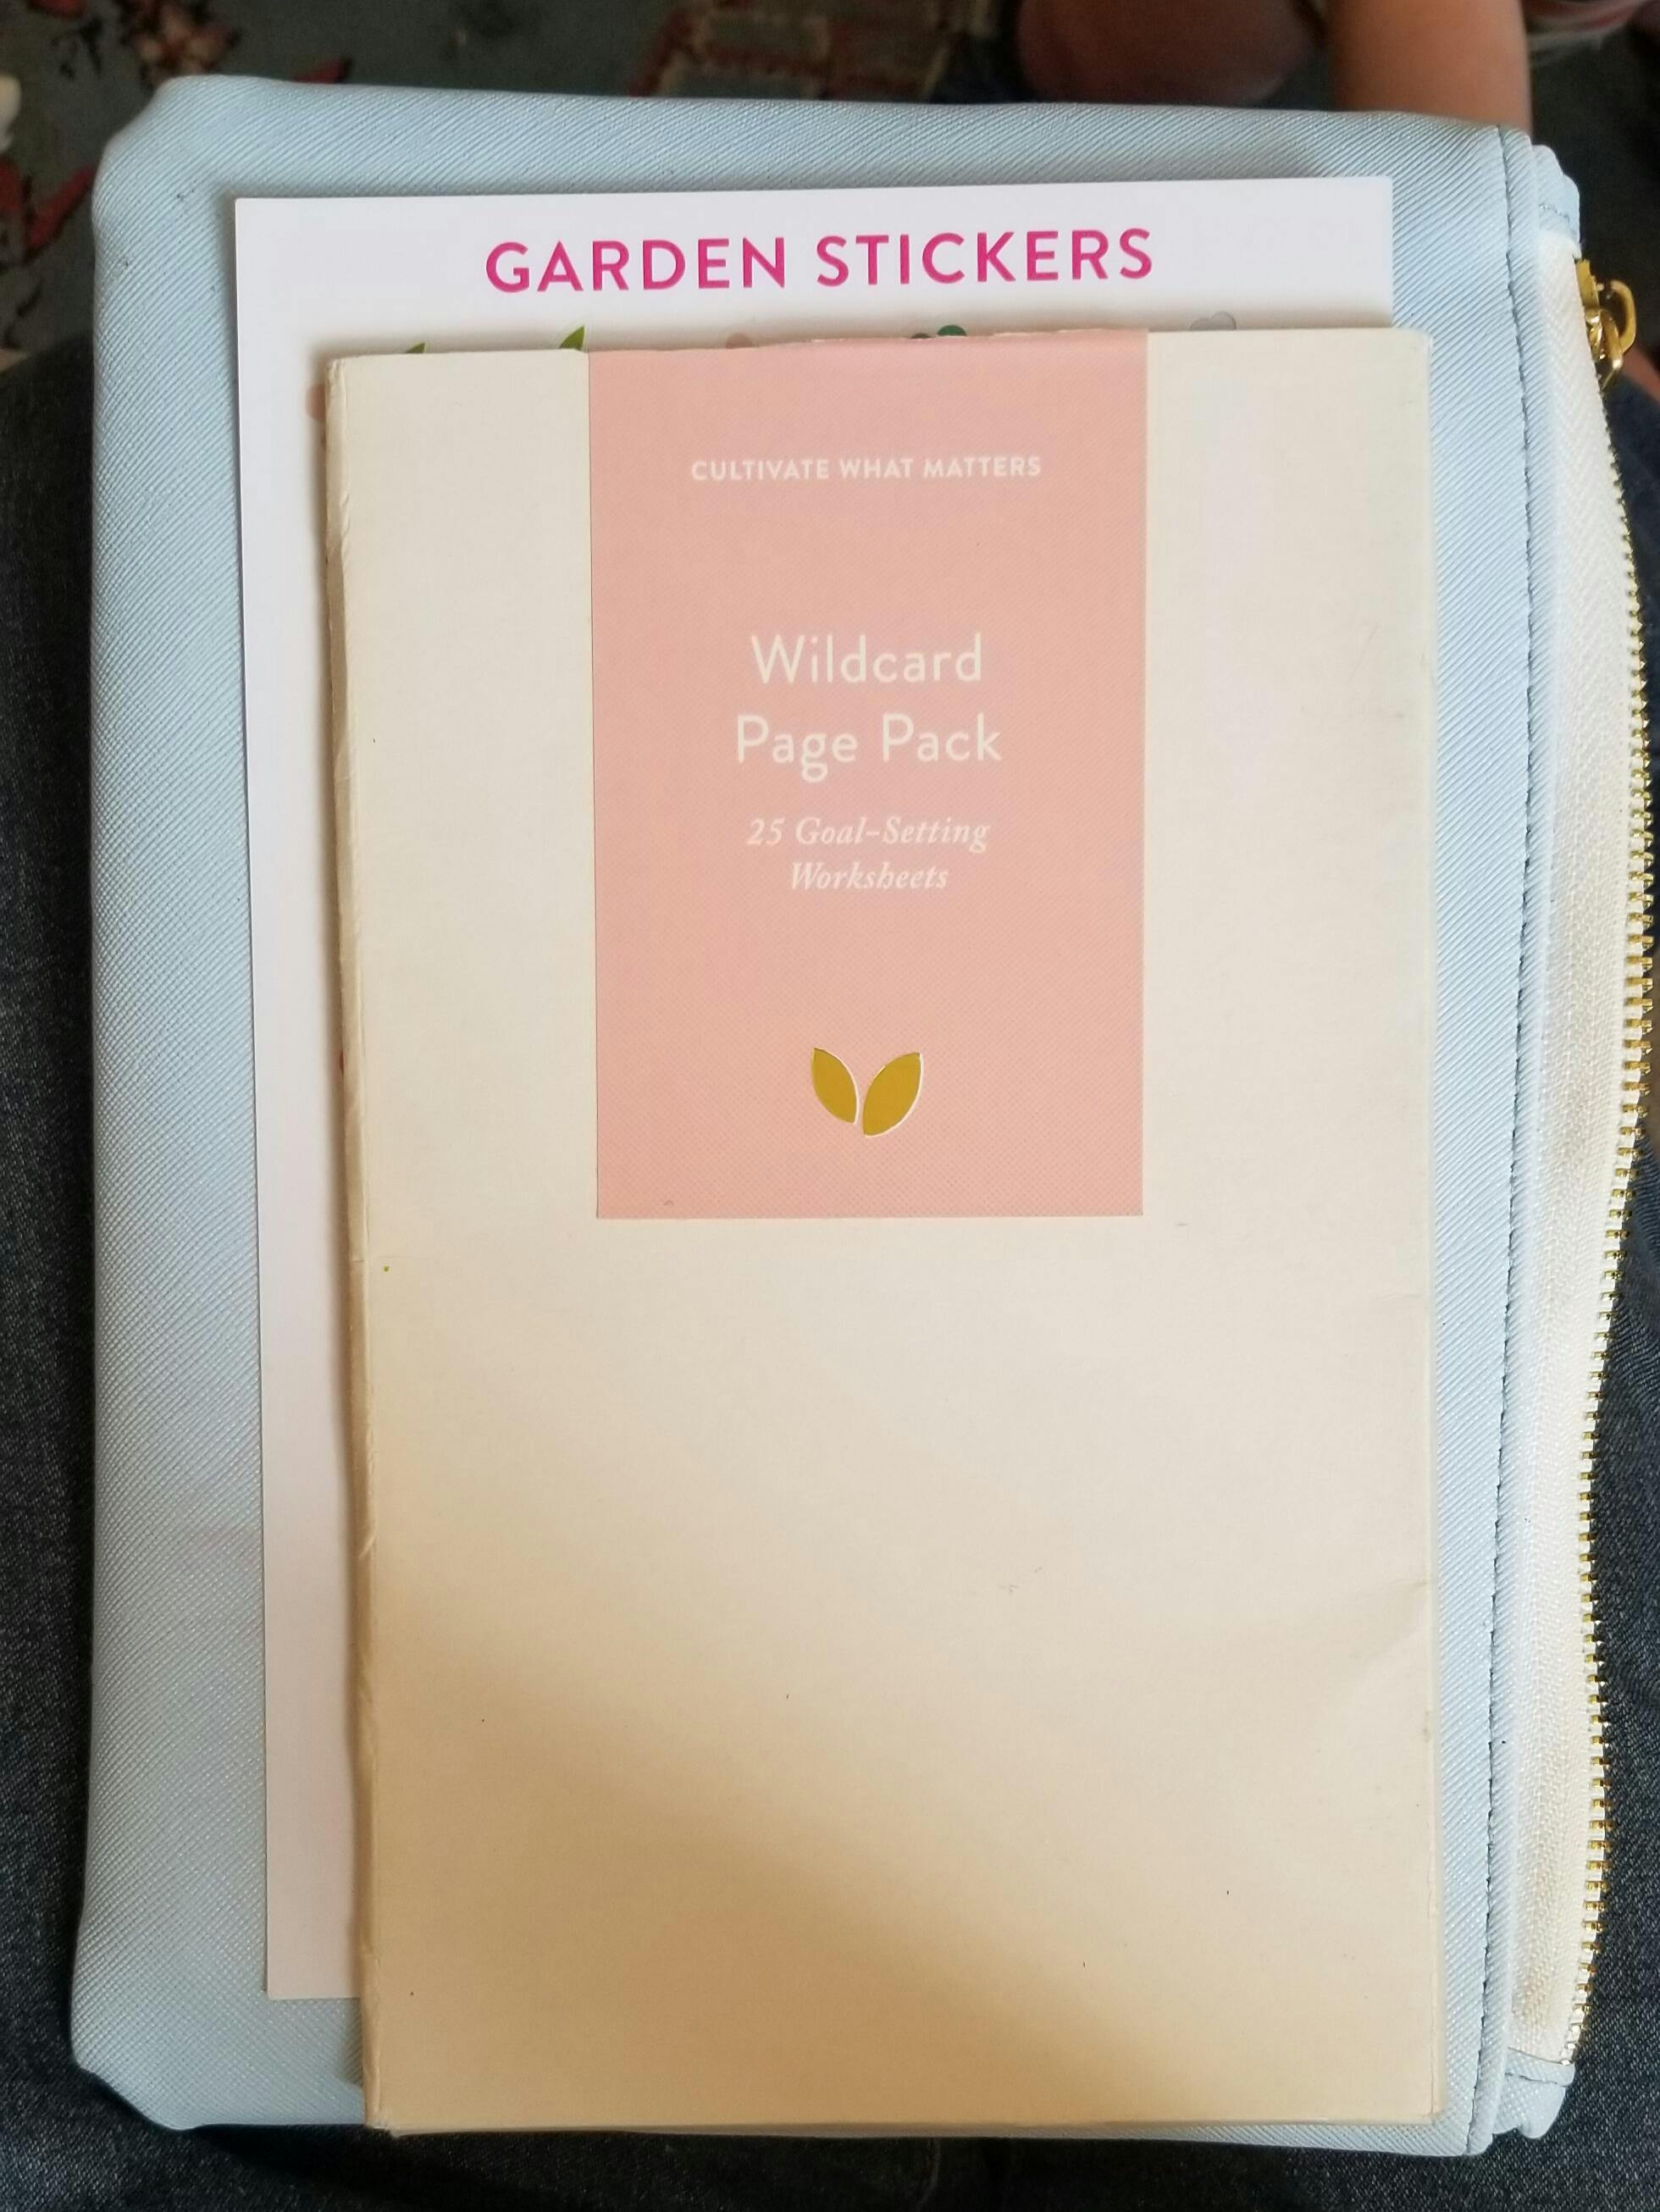 GARDEN STICKERS
CULTIVATE WHAT MATTERS
Wildcard
Page Pack
25 Goal-Setting
Worksheets